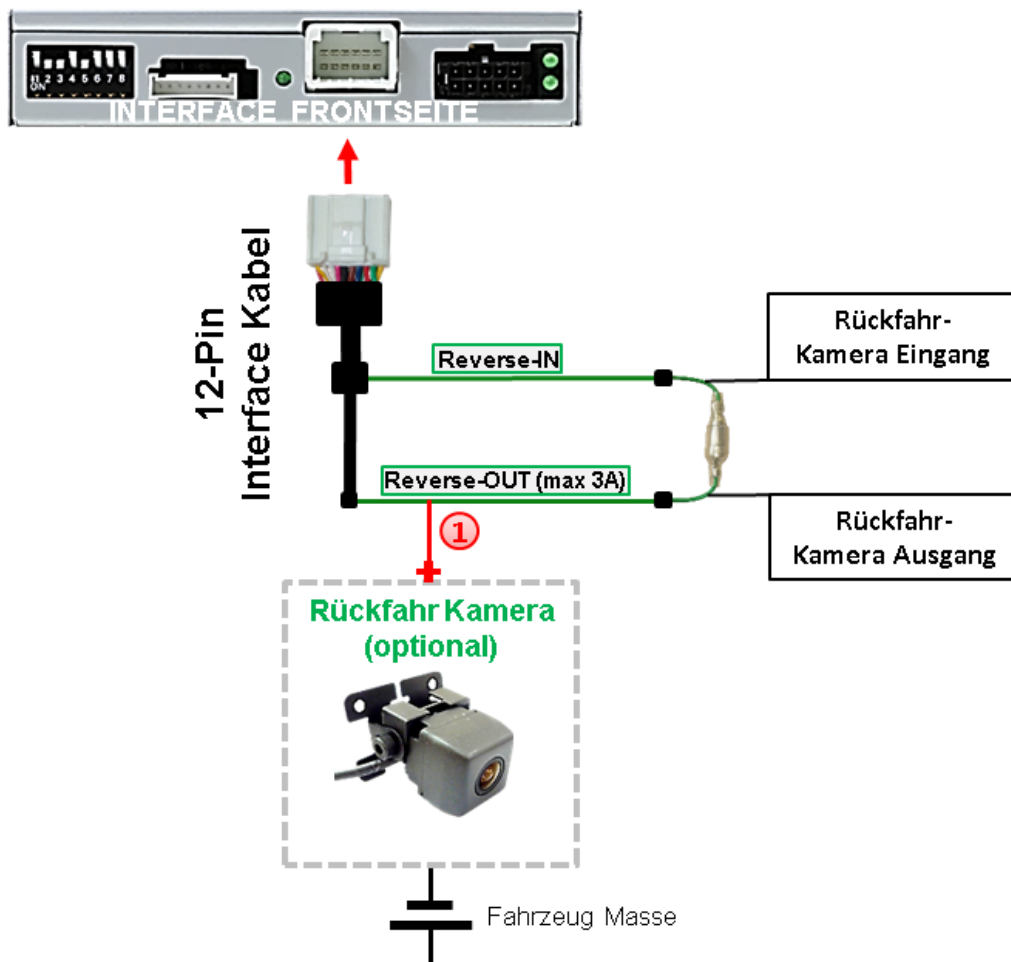 1 2 3 4 5 6 7 8
ON
INTERFACE FRONTSEITE
12-Pin
Interface Kabel
Reverse-IN
Rückfahr-
Kamera Eingang
Reverse-OUT (max 3A)
Rückfahr-
Kamera Ausgang
1
Rückfahr Kamera
(optional)
Fahrzeug Masse